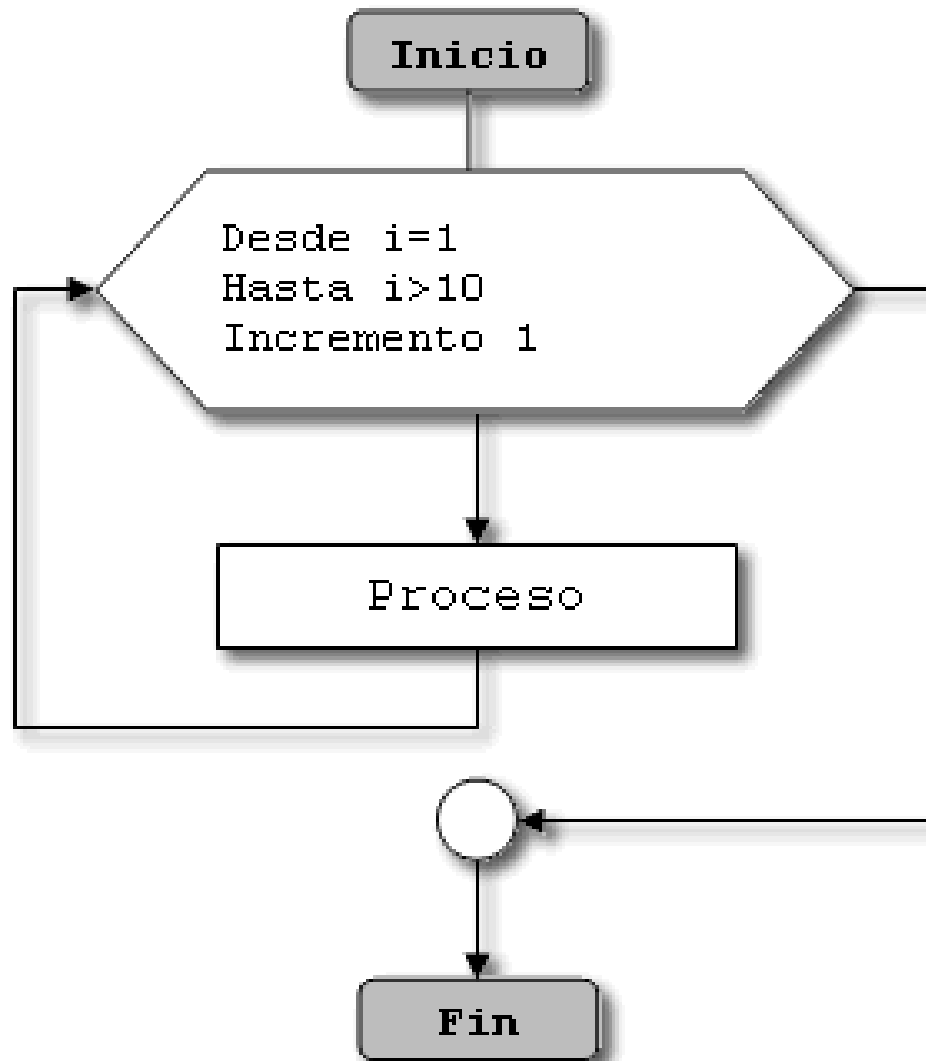 Inicio
Desde i=1
Hasta i>10
Incremento 1
Proceso
Fin